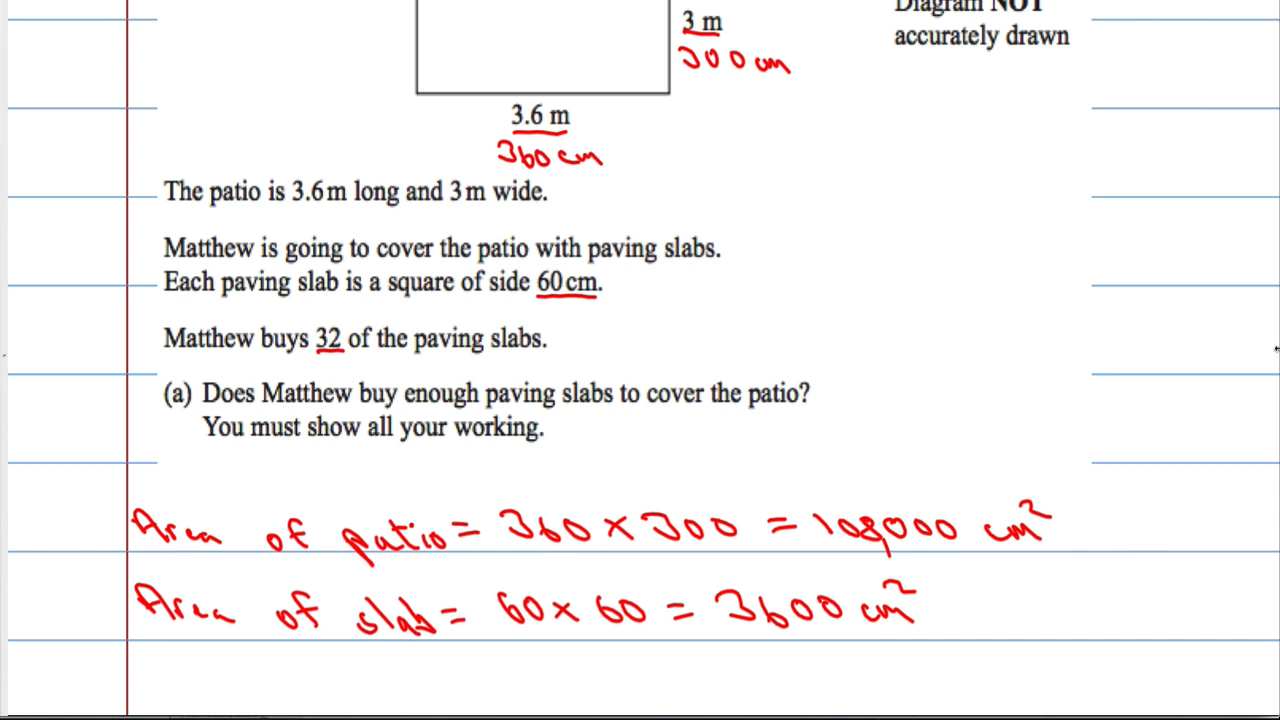 Diagram NOT
3 m
accurately drawn
300 cm
3.6 m
360 cm
The patio is 3.6 m long and 3 m wide.
Matthew is going to cover the patio with paving slabs.
Each paving slab is a square of side 60 cm.
Matthew buys 32 of the paving slabs.
(a) Does Matthew buy enough paving slabs to cover the patio?
You must show all your working.
Area of patio = 360 × 300 = 108,000 cm²
Area of slab = 60 × 60 = 3600 cm²